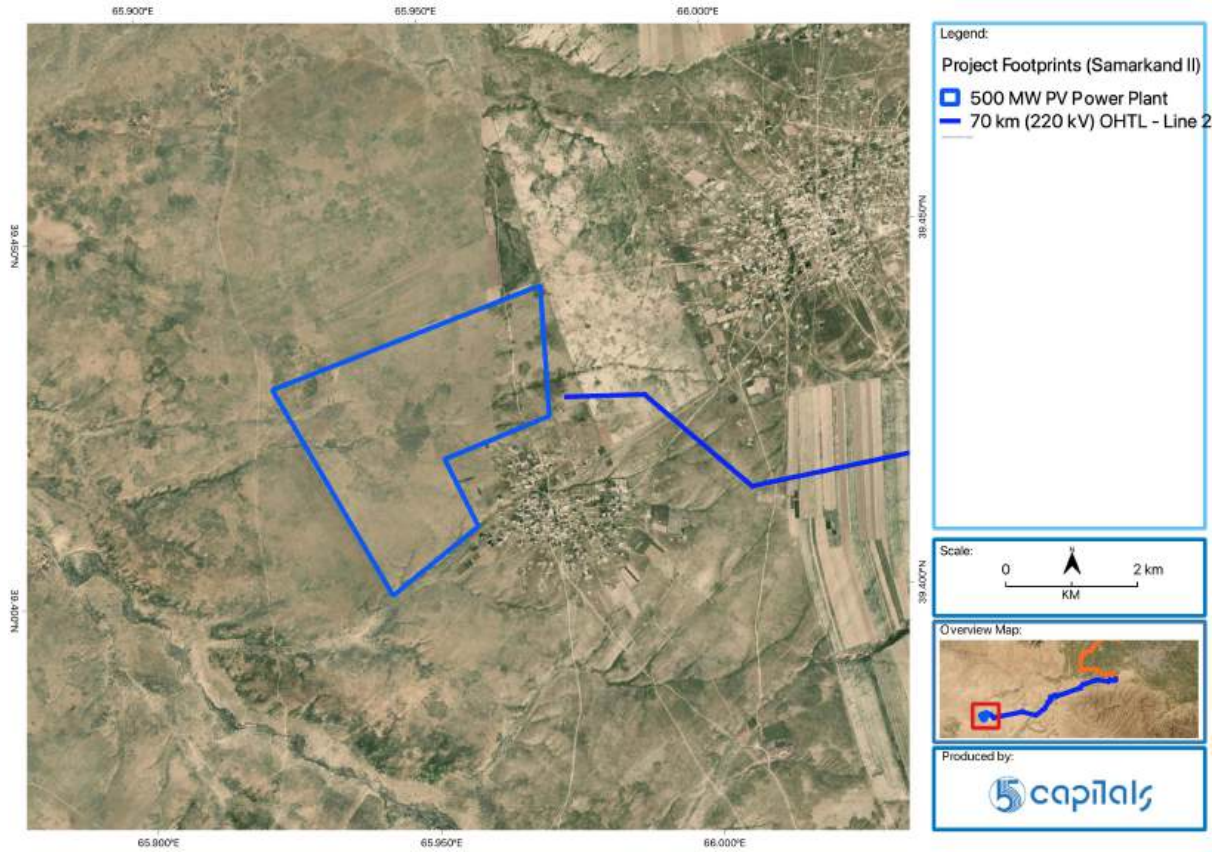 65.900°E 65.950°E 66.000°E
39.450°N
39.400°N
39.450°N
39.400°N
65.900°E 65.950°E 66.000°E
Legend:
Project Footprints (Samarkand II)
500 MW PV Power Plant
70 km (220 kV) OHTL - Line 2
Scale:
N
0 2 km
KM
Overview Map:
Produced by:
5 capitals